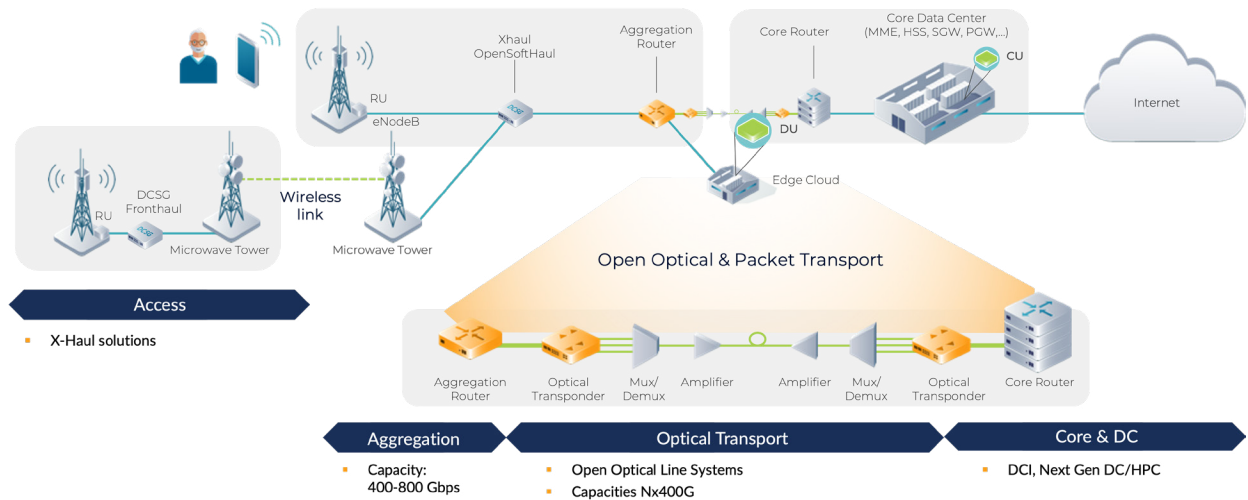 Core Data Center
(MME, HSS, SGW, PGW,...)
Xhaul
OpenSoftHaul
Aggregation
Router
Core Router
CU
RU
eNodeB
DCSG
DU
Internet
Edge Cloud
DCSG
Fronthaul
RU
DCSG
Microwave Tower
Wireless
link
Microwave Tower
Open Optical & Packet Transport
Access
X-Haul solutions
Aggregation
Router
Optical
Transponder
Mux/
Demux
Amplifier
Amplifier
Mux/
Demux
Optical
Transponder
Core Router
Aggregation
Optical Transport
Core & DC
Capacity:
400-800 Gbps
Open Optical Line Systems
Capacities Nx400G
DCI, Next Gen DC/HPC